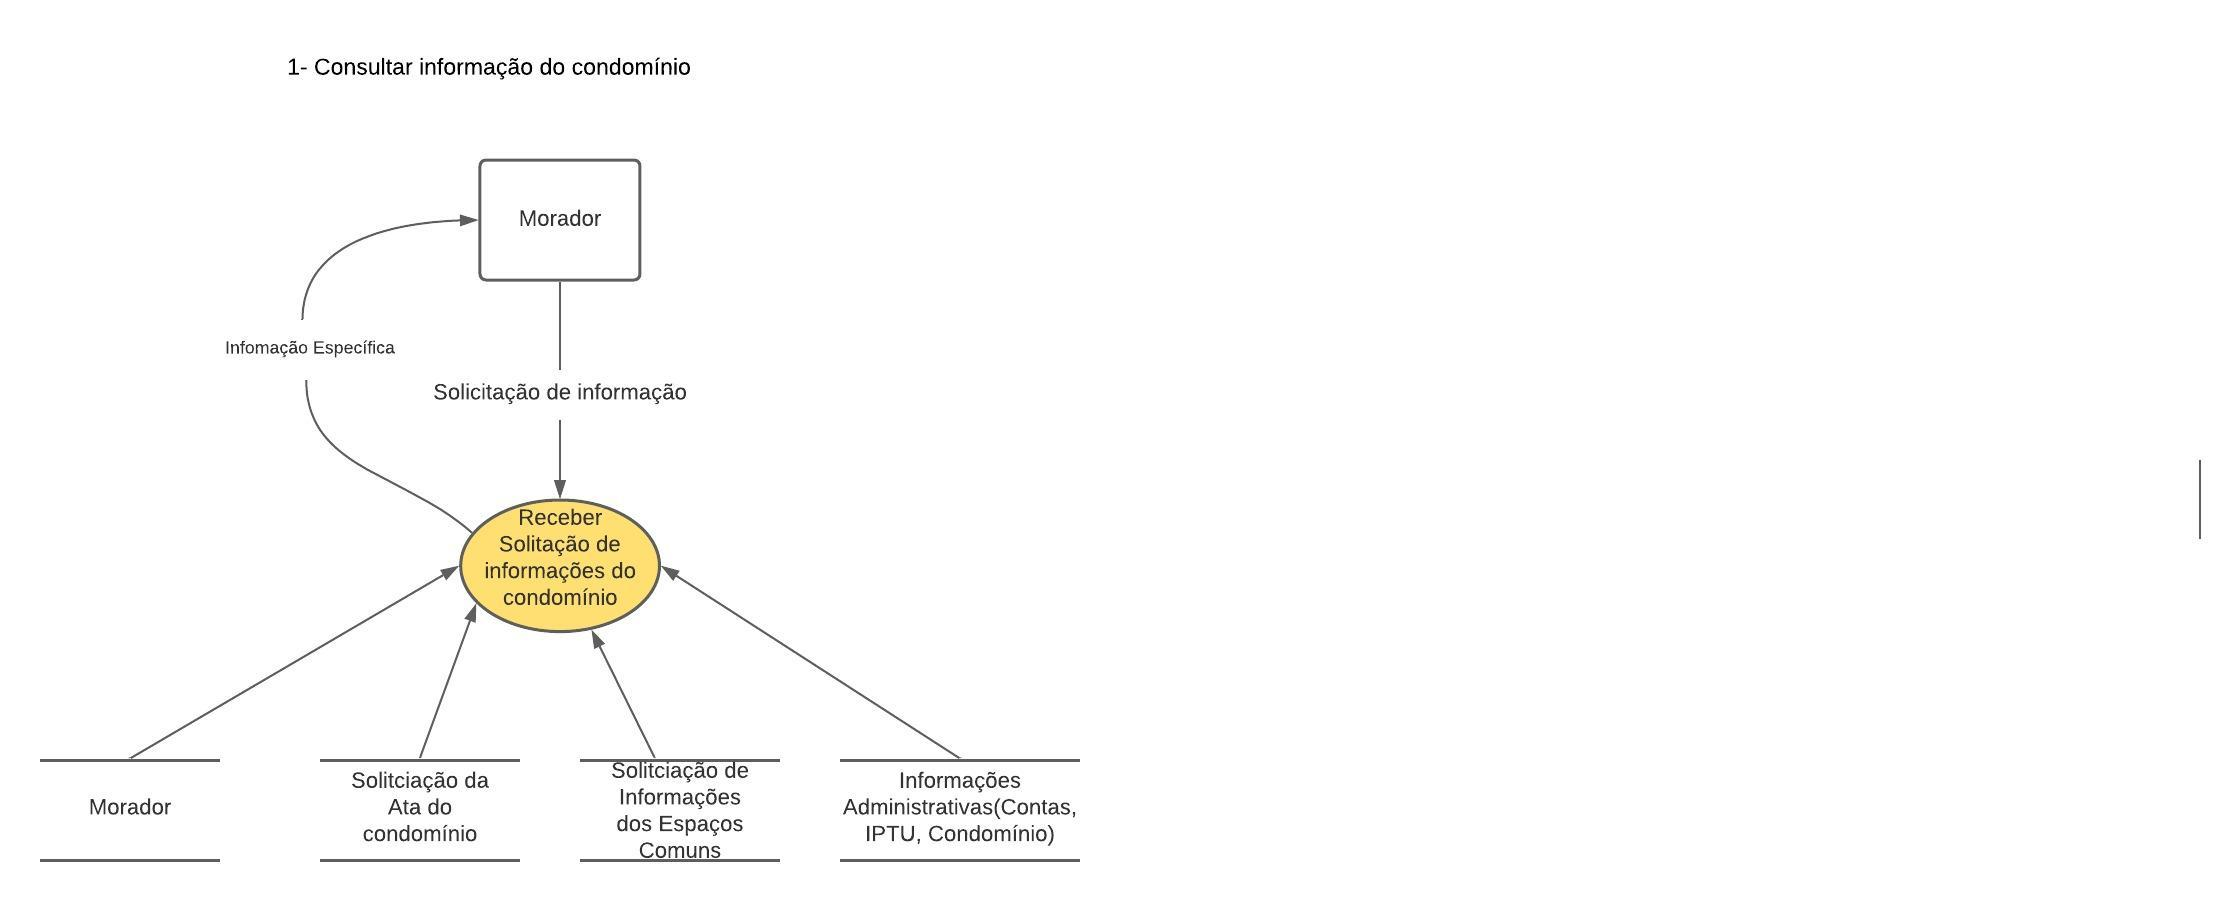 1- Consultar informação do condomínio
Morador
Infomação Específica
Solicitação de informação
Receber
Solitação de
informações do
condomínio
Morador
Solitciação da
Ata do
condomínio
Solitciação de
Informações
dos Espaços
Comuns
Informações
Administrativas(Contas,
IPTU, Condomínio)